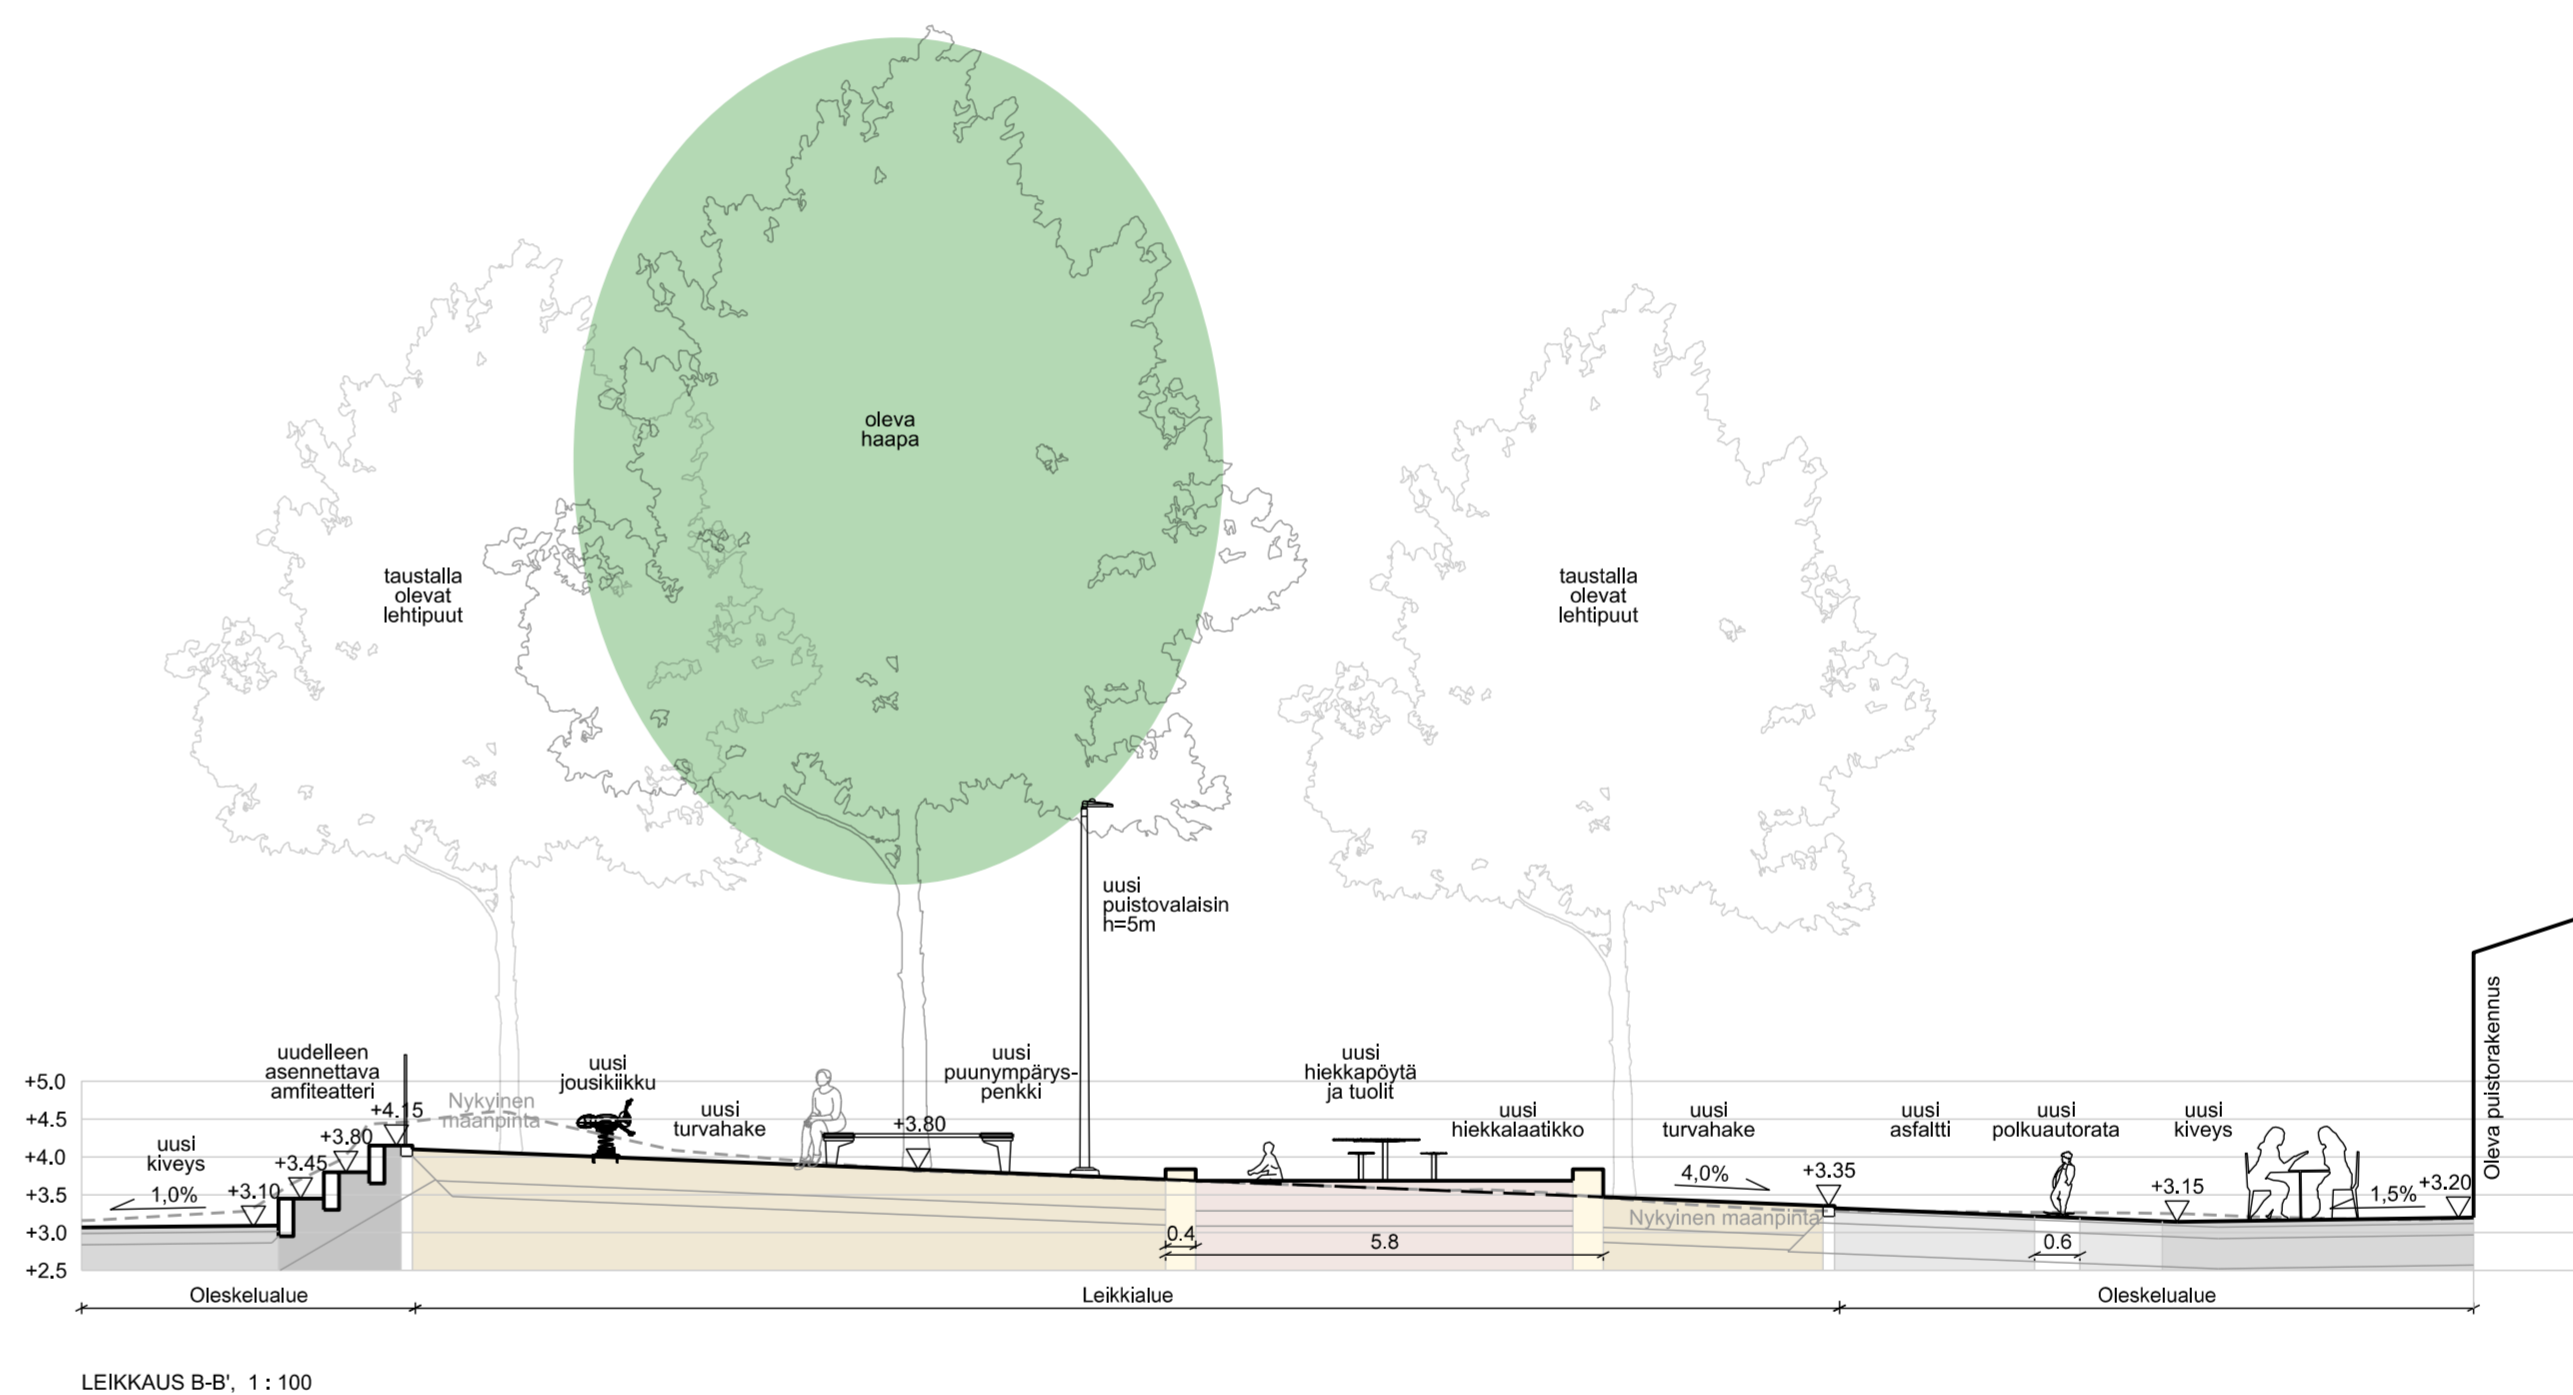 oleva
haapa
taustalla
olevat
lehtipuut
taustalla
olevat
lehtipuut
uusi
puistovalaisin
h=5m
Oleva puistorakennus
uudelleen
asennettava
amfiteatteri
uusi
jousikiikku
uusi
puunympärys-
penkki
uusi
hiekkapöytä
ja tuolit
+5.0
+4.5
+4.0
+3.5
+3.0
+2.5
Nykyinen
maanpinta
uusi
turvahake
uusi
hiekkalaatikko
uusi
turvahake
uusi
asfaltti
uusi
polkuautorata
uusi
kiveys
uusi
kiveys
+4.15
+3.80
+3.45
+3.10
1,0%
+3.80
4,0%
+3.35
+3.15
1,5%
+3.20
Nykyinen maanpinta
0.4
5.8
0.6
Oleskelualue
Leikkialue
Oleskelualue
LEIKKAUS B-B', 1 : 100